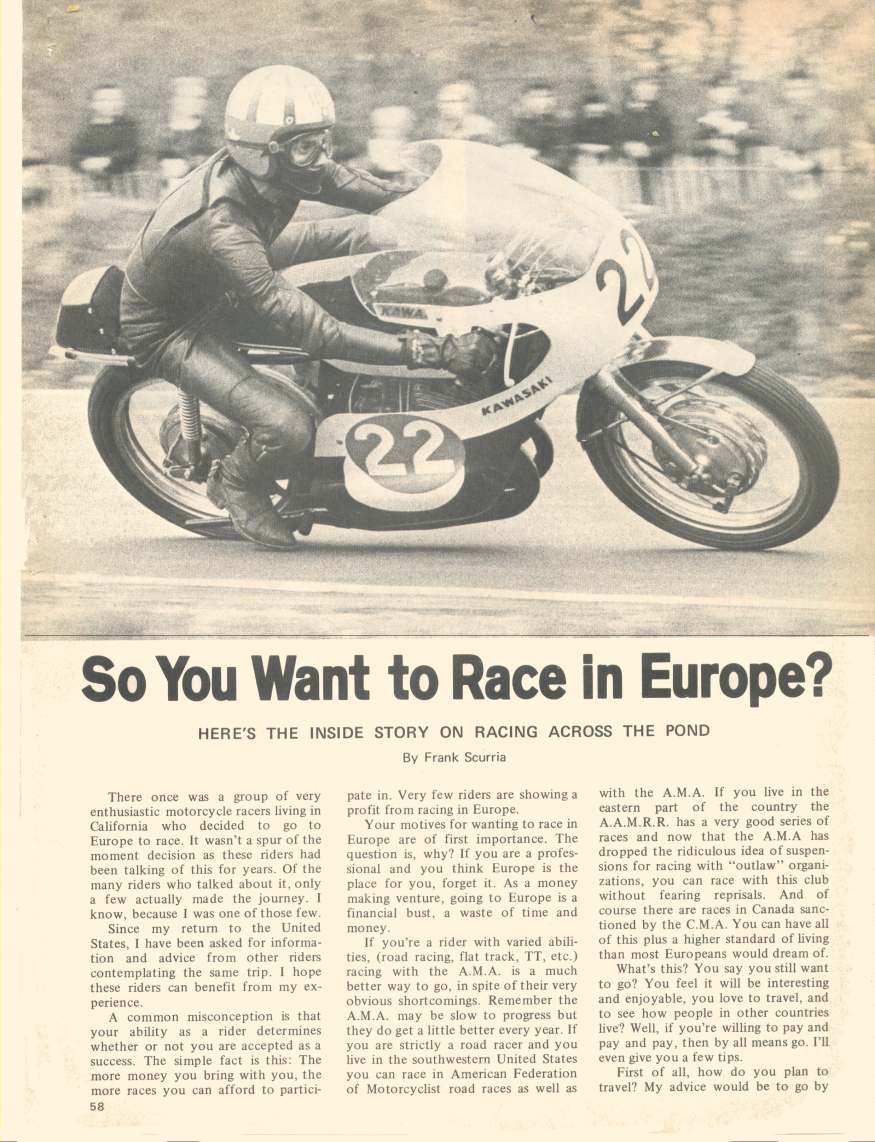 22
KAWA
KAWASAKI
22
So You Want to Race in Europe?
HERE'S THE INSIDE STORY ON RACING ACROSS THE POND
By Frank Scurria
There once was a group of very
enthusiastic motorcycle racers living in
California who decided to go to
Europe to race. It wasn't a spur of the
moment decision as these riders had
been talking of this for years. Of the
many riders who talked about it, only
a few actually made the journey. I
know, because I was one of those few.
Since my return to the United
States, I have been asked for informa-
tion and advice from other riders
contemplating the same trip. I hope
these riders can benefit from my ex-
perience.
A common misconception is that
your ability as a rider determines
whether or not you are accepted as a
success. The simple fact is this: The
more money you bring with you, the
more races you can afford to partici-
58
pate in. Very few riders are showing a
profit from racing in Europe.
Your motives for wanting to race in
Europe are of first importance. The
question is, why? If you are a profes-
sional and you think Europe is the
place for you, forget it. As a money
making venture, going to Europe is a
financial bust, a waste of time and
money.
If you're a rider with varied abili-
ties, (road racing, flat track, TT, etc.)
racing with the A.M.A. is a much
better way to go, in spite of their very
obvious shortcomings. Remember the
A.M.A. may be slow to progress but
they do get a little better every year. If
you are strictly a road racer and you
live in the southwestern United States
you can race in American Federation
of Motorcyclist road races as well as
with the A.M.A. If you live in the
eastern part of the country the
A.A.M.R.R. has a very good series of
races and now that the A.M.A has
dropped the ridiculous idea of suspen-
sions for racing with "outlaw" organi-
zations, you can race with this club
without fearing reprisals. And of
course there are races in Canada sanc-
tioned by the C.M.A. You can have all
of this plus a higher standard of living
than most Europeans would dream of.
What's this? You say you still want
to go? You feel it will be interesting
and enjoyable, you love to travel, and
to see how people in other countries
live? Well, if you're willing to pay and
pay and pay, then by all means go. I'll
even give you a few tips.
First of all, how do you plan to
travel? My advice would be to go by